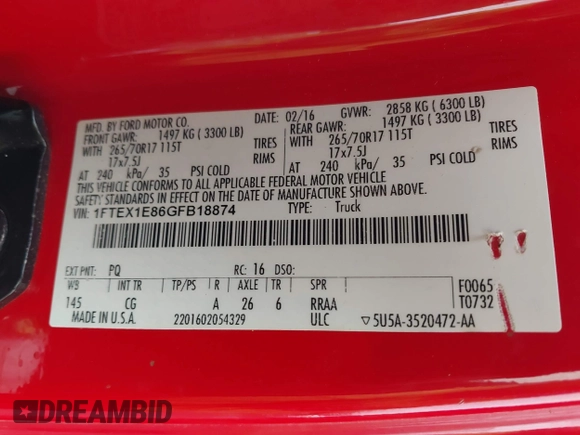 MFD. BY FORD MOTOR CO. DATE: 02/16 GVWR: 2858 KG ( 6300 LB)
FRONT GAWR: 1497 KG ( 3300 LB) REAR GAWR: 1497 KG ( 3300 LB)
WITH 265/70R17 115T TIRES WITH 265/70R17 115T TIRES
17x7.5J RIMS 17x7.5J RIMS
AT 240 kPa/ 35 PSI COLD AT 240 kPa/ 35 PSI COLD
THIS VEHICLE CONFORMS TO ALL APPLICABLE FEDERAL MOTOR VEHICLE
SAFETY STANDARDS IN EFFECT ON THE DATE OF MANUFACTURE SHOWN ABOVE.
VIN: 1FTEX1E86GFB18874 TYPE: Truck
EXT PNT: PQ RC: 16 DSO:
WB INT TR TP/PS R AXLE TR SPR F0065
145 CG A 26 6 RRAA T0732
MADE IN U.S.A. 2201602054329 ULC ▽5U5A-3520472-AA
DREAMBID